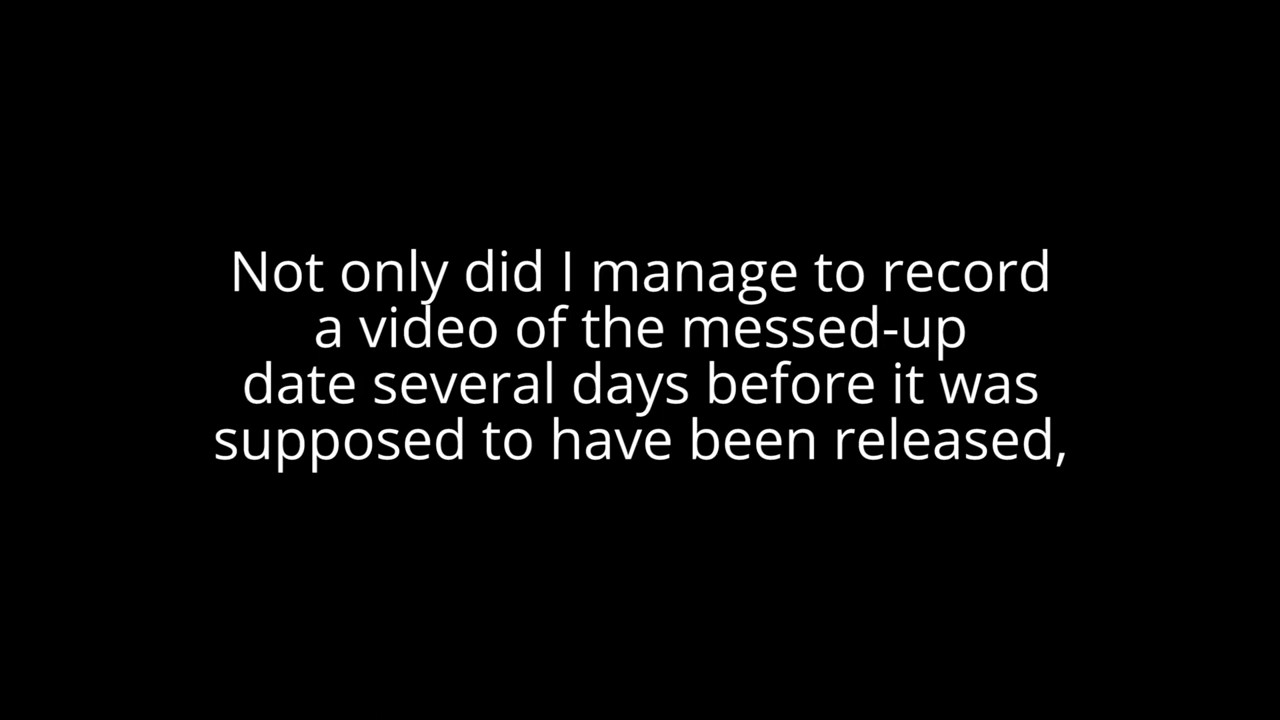 Not only did I manage to record
a video of the messed-up
date several days before it was
supposed to have been released,